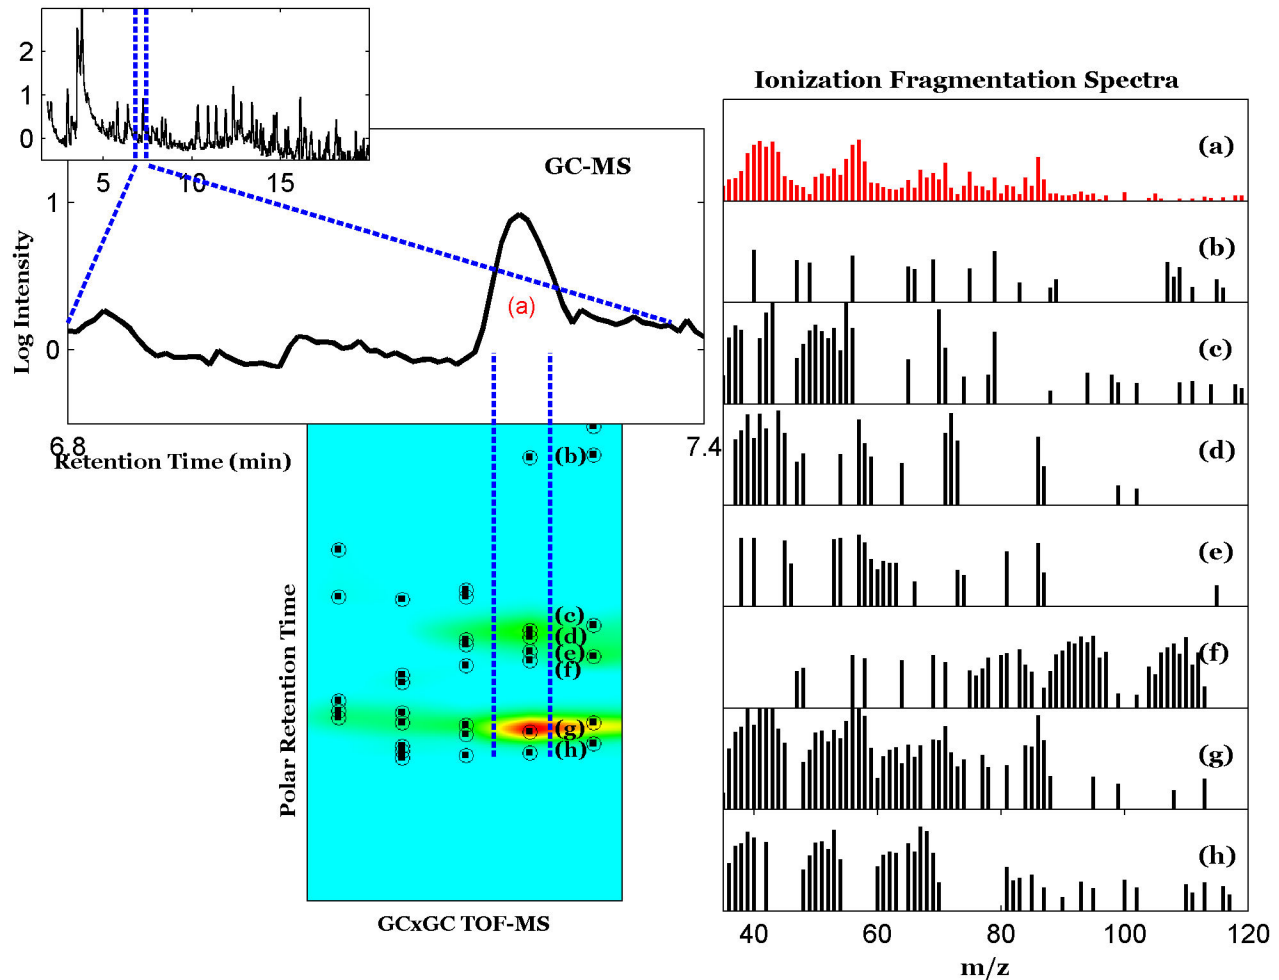 2
1
0
5 10 15
GC-MS
1
0
Log Intensity
(a)
6.8
7.4
Retention Time (min)
(b)
(c)
(d)
(e)
(f)
(g)
(h)
Polar Retention Time
GCxGC TOF-MS
Ionization Fragmentation Spectra
(a)
(b)
(c)
(d)
(e)
(f)
(g)
(h)
40 60 80 100 120
m/z